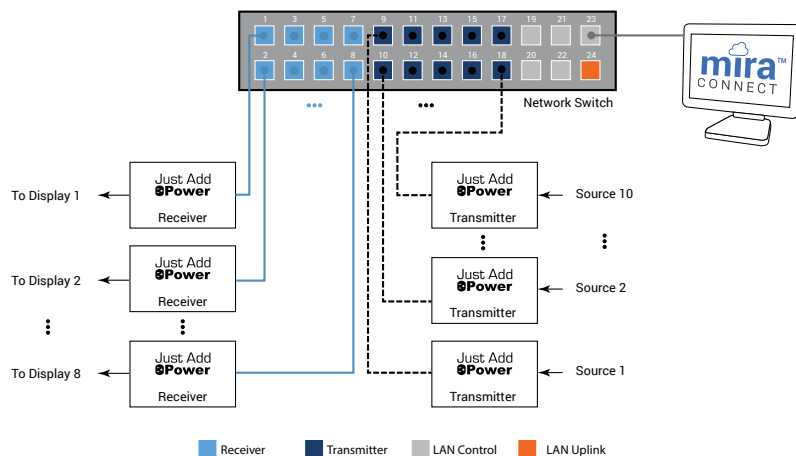 1 3 5 7 9 11 13 15 17 19 21 23
2 4 6 8 10 12 14 16 18 20 22 24
mira™
CONNECT
Network Switch
Just Add
Power
Receiver
To Display 1
Just Add
Power
Transmitter
Source 10
Just Add
Power
Receiver
To Display 2
Just Add
Power
Transmitter
Source 2
Just Add
Power
Receiver
To Display 8
Just Add
Power
Transmitter
Source 1
Receiver
Transmitter
LAN Control
LAN Uplink